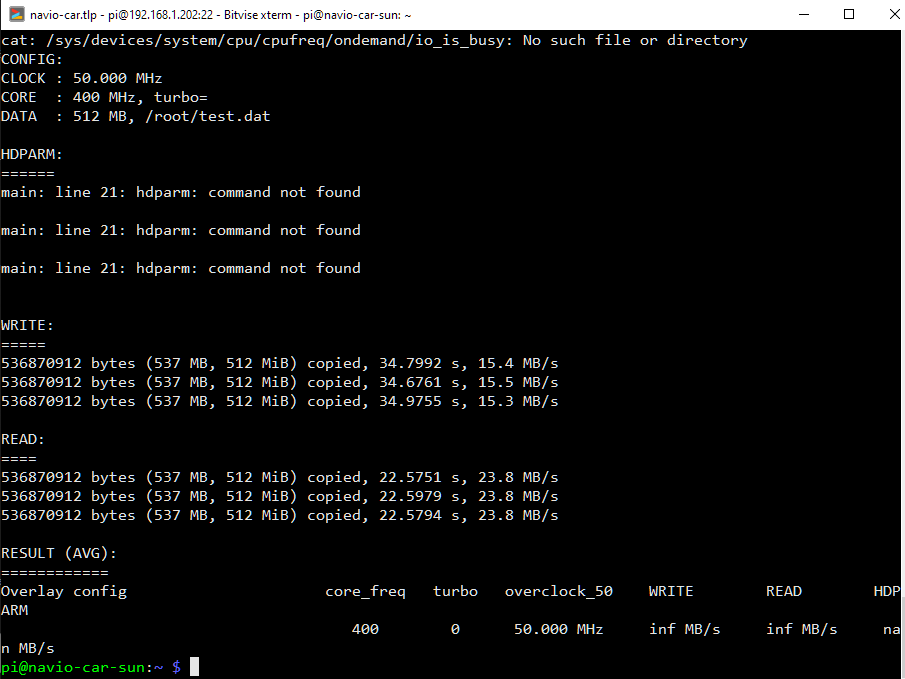 navio-car.tlp - pi@192.168.1.202:22 - Bitvise xterm - pi@navio-car-sun: ~
cat: /sys/devices/system/cpu/cpufreq/ondemand/io_is_busy: No such file or directory
CONFIG:
CLOCK : 50.000 MHz
CORE  : 400 MHz, turbo=
DATA  : 512 MB, /root/test.dat
HDPARM:
======
main: line 21: hdparm: command not found
main: line 21: hdparm: command not found
main: line 21: hdparm: command not found
WRITE:
=====
536870912 bytes (537 MB, 512 MiB) copied, 34.7992 s, 15.4 MB/s
536870912 bytes (537 MB, 512 MiB) copied, 34.6761 s, 15.5 MB/s
536870912 bytes (537 MB, 512 MiB) copied, 34.9755 s, 15.3 MB/s
READ:
====
536870912 bytes (537 MB, 512 MiB) copied, 22.5751 s, 23.8 MB/s
536870912 bytes (537 MB, 512 MiB) copied, 22.5979 s, 23.8 MB/s
536870912 bytes (537 MB, 512 MiB) copied, 22.5794 s, 23.8 MB/s
RESULT (AVG):
============
Overlay config                      core_freq   turbo   overclock_50    WRITE        READ        HDP
ARM
                                       400        0      50.000 MHz     inf MB/s     inf MB/s     na
n MB/s
pi@navio-car-sun:~ $